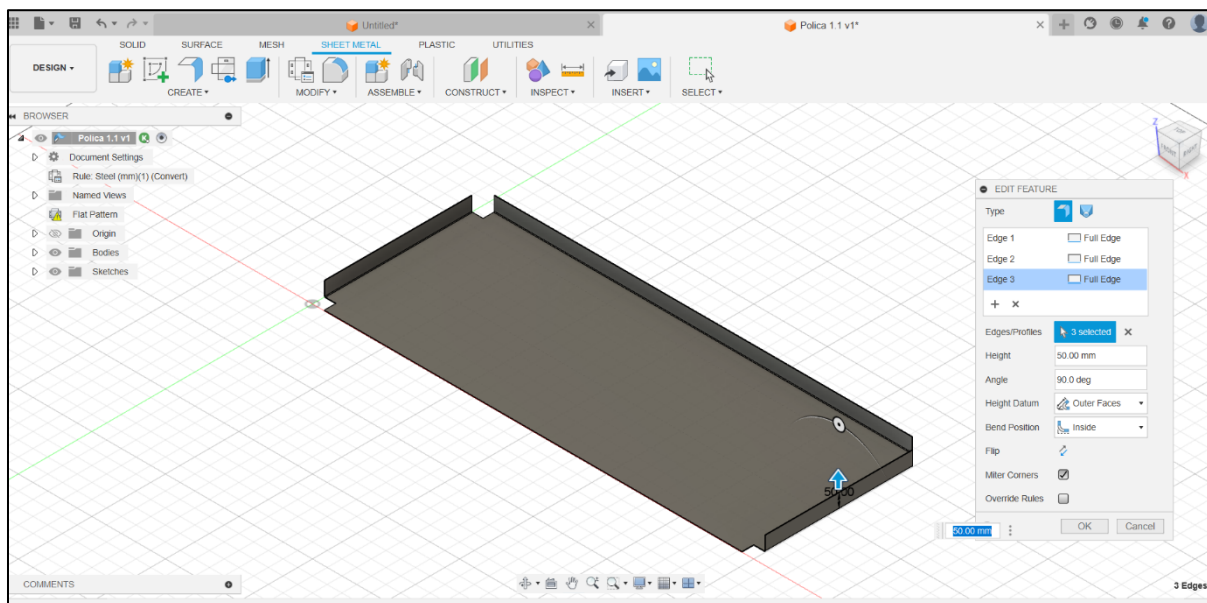 Untitled*
Polica 1.1 v1*
SOLID SURFACE MESH SHEET METAL PLASTIC UTILITIES
DESIGN
CREATE MODIFY ASSEMBLE CONSTRUCT INSPECT INSERT SELECT
BROWSER
Polica 1.1 v1
Document Settings
Rule: Steel (mm)(1) (Convert)
Named Views
Flat Pattern
Origin
Bodies
Sketches
Z
TOP
FRONT RIGHT
X
EDIT FEATURE
Type
Edge 1 Full Edge
Edge 2 Full Edge
Edge 3 Full Edge
Edges/Profiles 3 selected
Height 50.00 mm
Angle 90.0 deg
Height Datum Outer Faces
Bend Position Inside
Flip
Miter Corners
Override Rules
OK Cancel
50.00
50.00 mm
COMMENTS
3 Edges